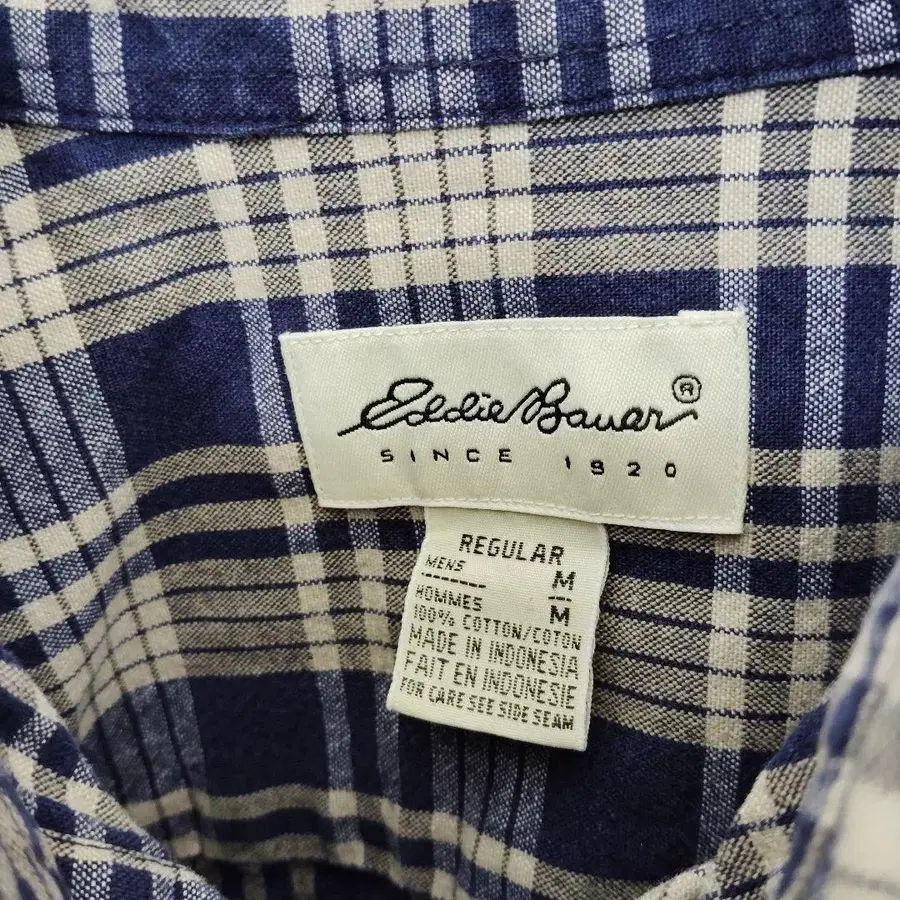 Eddie Bauer ®
SINCE 1920
REGULAR
MENS M
HOMMES M
100% COTTON/COTON
MADE IN INDONESIA
FAIT EN INDONESIE
FOR CARE SEE SIDE SEAM